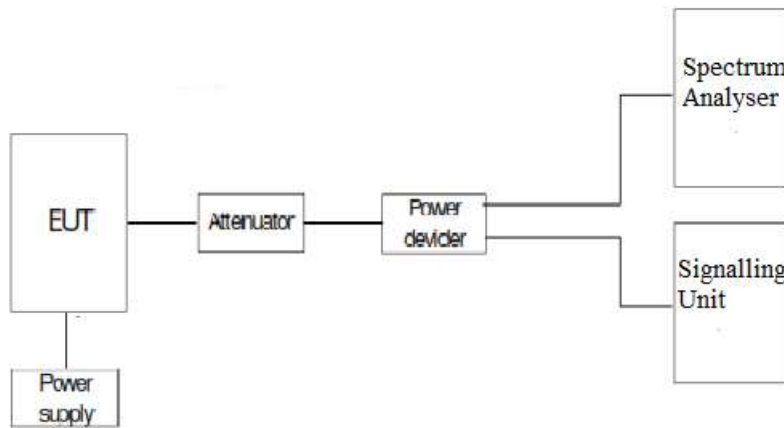 Spectrum
Analyser
EUT
Attenuator
Power
devider
Signalling
Unit
Power
supply